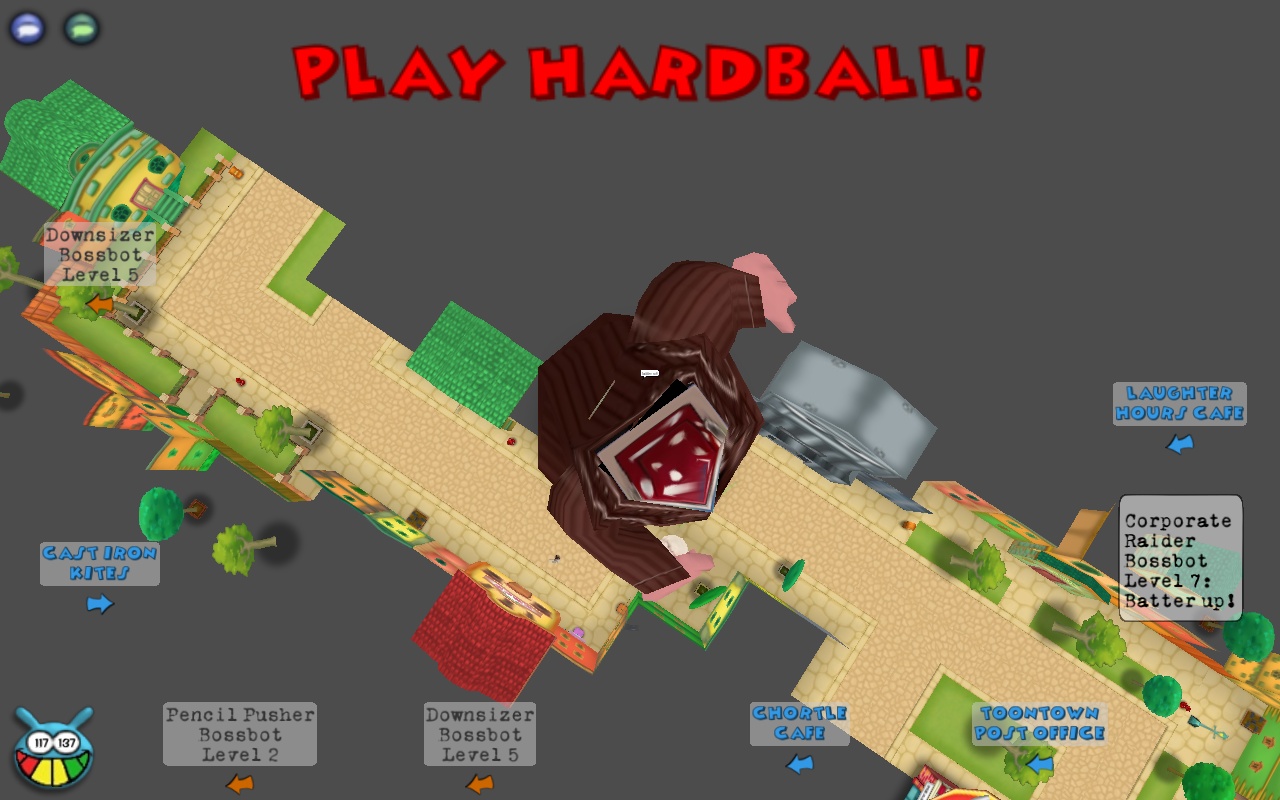 PLAY HARDBALL!
Downsizer
Bossbot
Level 5
LAUGHTER
HOURS CAFE
Corporate
Raider
Bossbot
Level 7:
Batter up!
CAST IRON
KITES
117 137
Pencil Pusher
Bossbot
Level 2
Downsizer
Bossbot
Level 5
CHORTLE
CAFE
TOONTOWN
POST OFFICE